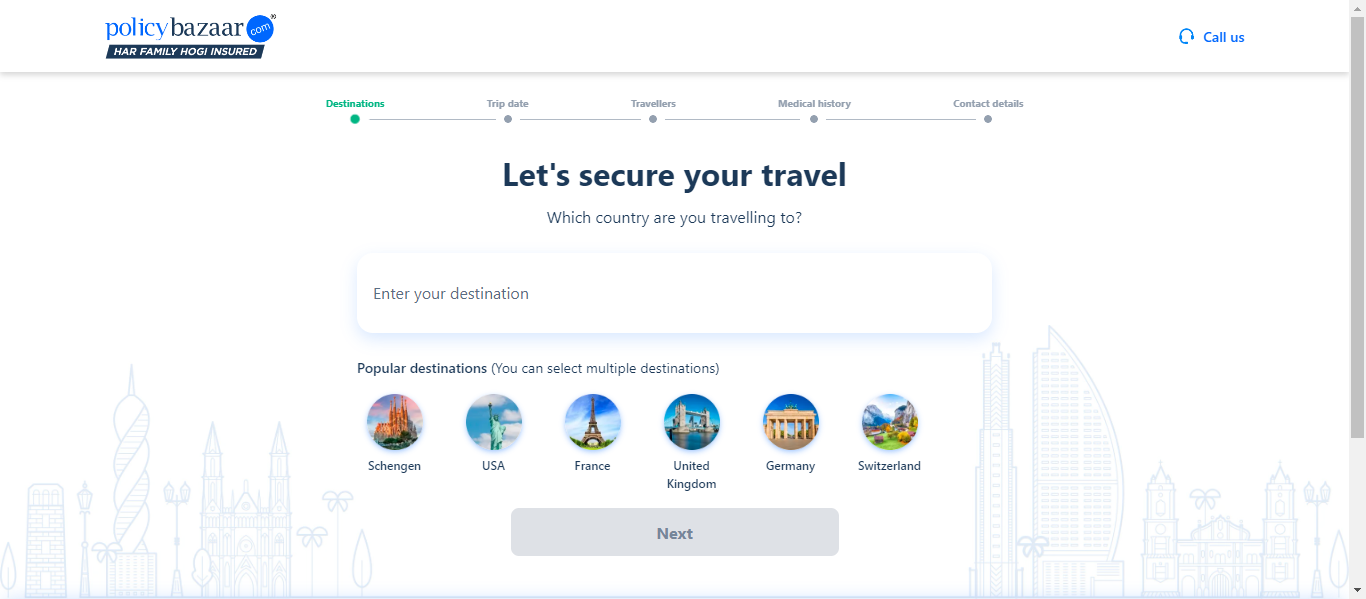 policybazaar.com®
HAR FAMILY HOGI INSURED
Call us
Destinations
Trip date
Travellers
Medical history
Contact details
Let's secure your travel
Which country are you travelling to?
Enter your destination
Popular destinations (You can select multiple destinations)
Schengen
USA
France
United
Kingdom
Germany
Switzerland
Next